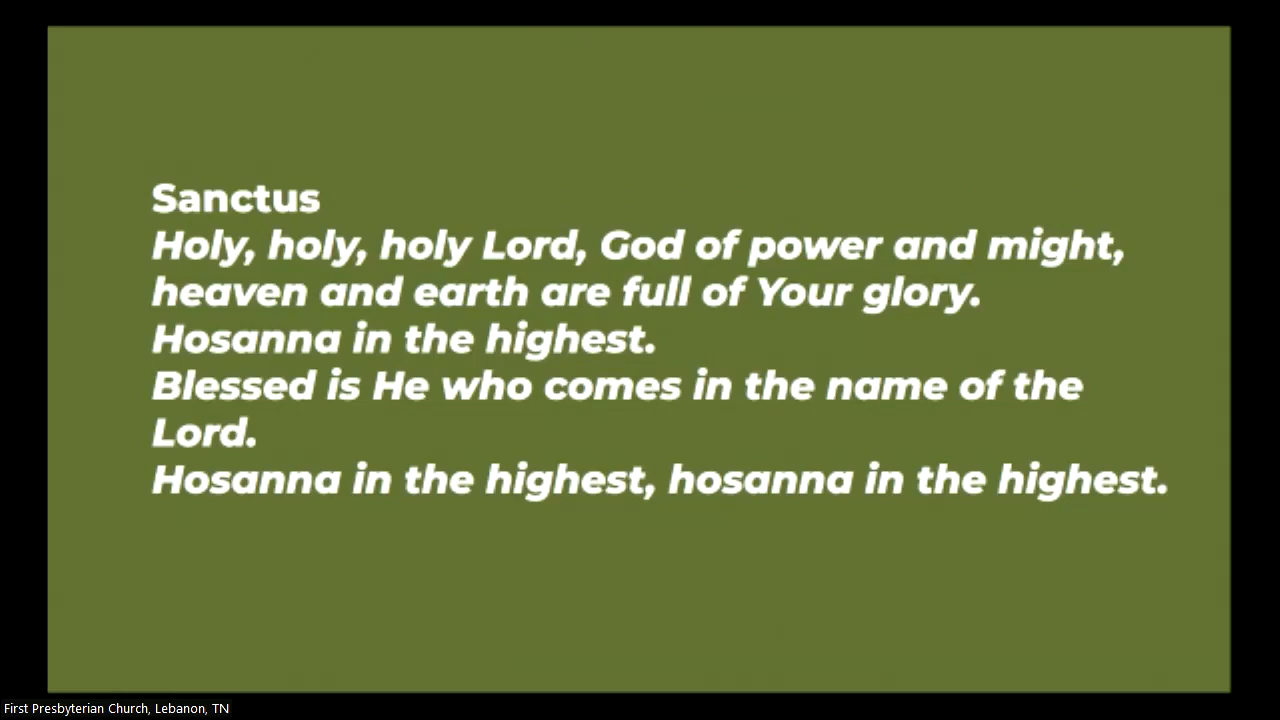 Sanctus
Holy, holy, holy Lord, God of power and might,
heaven and earth are full of Your glory.
Hosanna in the highest.
Blessed is He who comes in the name of the
Lord.
Hosanna in the highest, hosanna in the highest.
First Presbyterian Church, Lebanon, TN